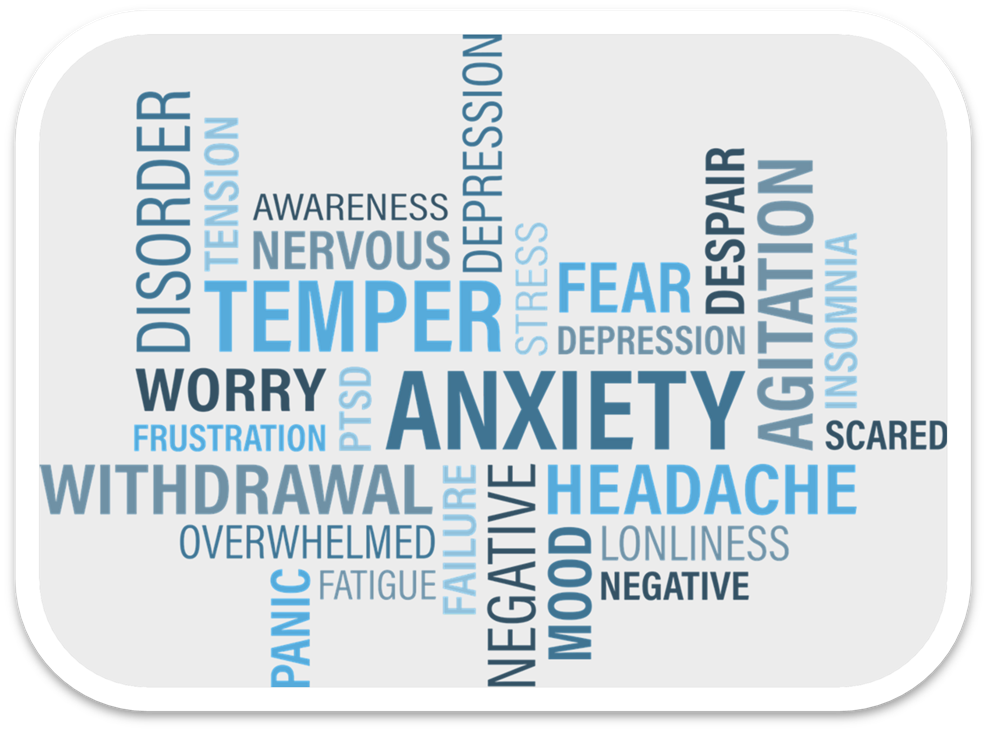 DISORDER
TENSION
AWARENESS
NERVOUS
TEMPER
DEPRESSION
STRESS
FEAR
DEPRESSION
DESPAIR
AGITATION
INSOMNIA
WORRY
FRUSTRATION
PTSD
ANXIETY
SCARED
WITHDRAWAL
OVERWHELMED
FATIGUE
PANIC
FAILURE
NEGATIVE
HEADACHE
MOOD
LONLINESS
NEGATIVE